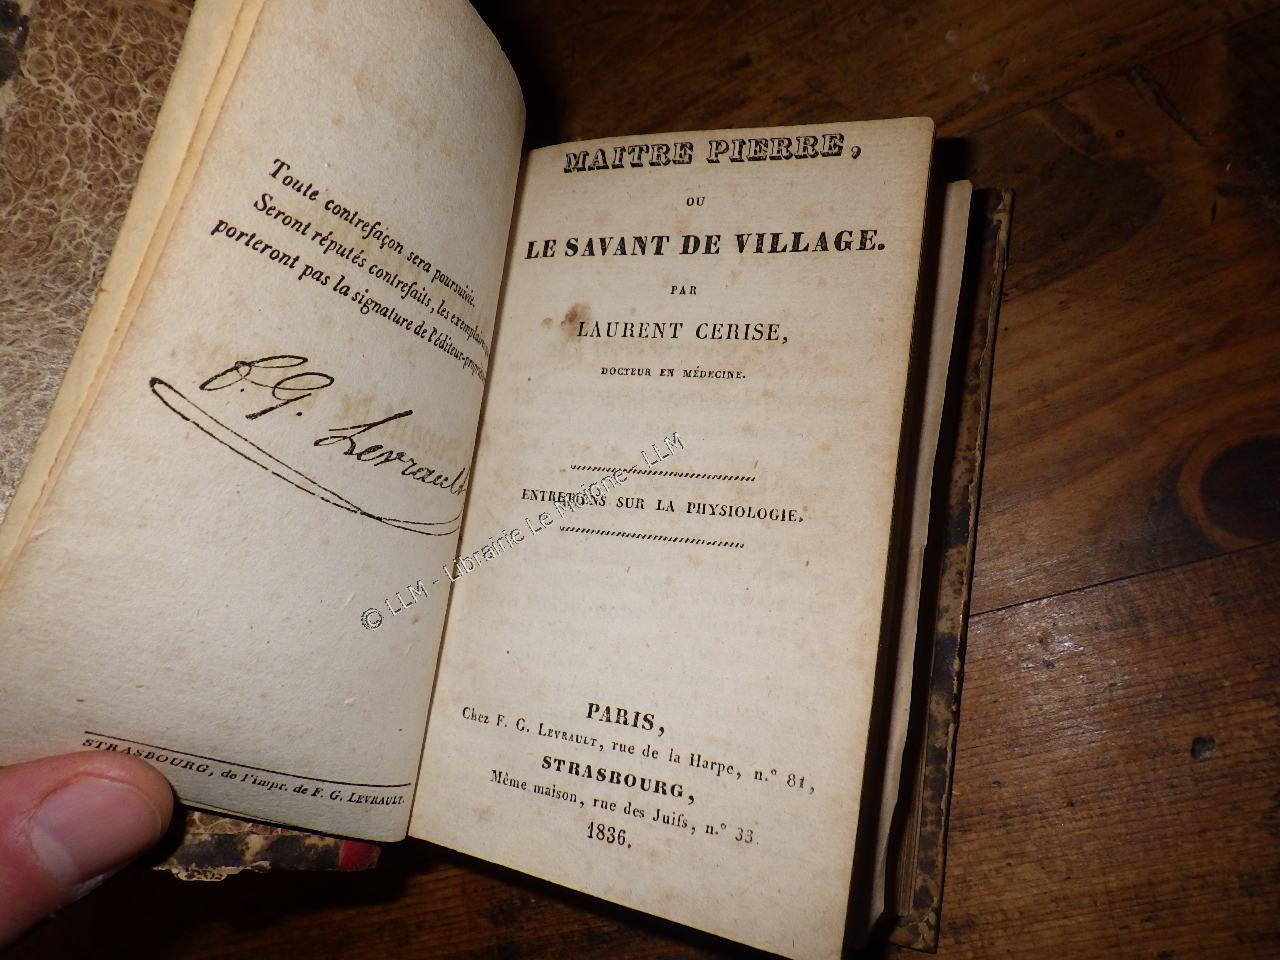 Toute contrefaçon sera poursuivie.
Seront réputés contrefaits, les exemplaires
porteront pas la signature de l'éditeur-propriétaire
F. G. Levrault
STRASBOURG, de l'impr. de F. G. LEVRAULT.
MAITRE PIERRE,
OU
LE SAVANT DE VILLAGE.
PAR
LAURENT CERISE,
DOCTEUR EN MÉDECINE.
ENTRETIENS SUR LA PHYSIOLOGIE.
PARIS,
Chez F. G. LEVRAULT, rue de la Harpe, n.° 81,
STRASBOURG,
Même maison, rue des Juifs, n.° 33.
1836.
© LLM - Librairie Le Moigne - LLM